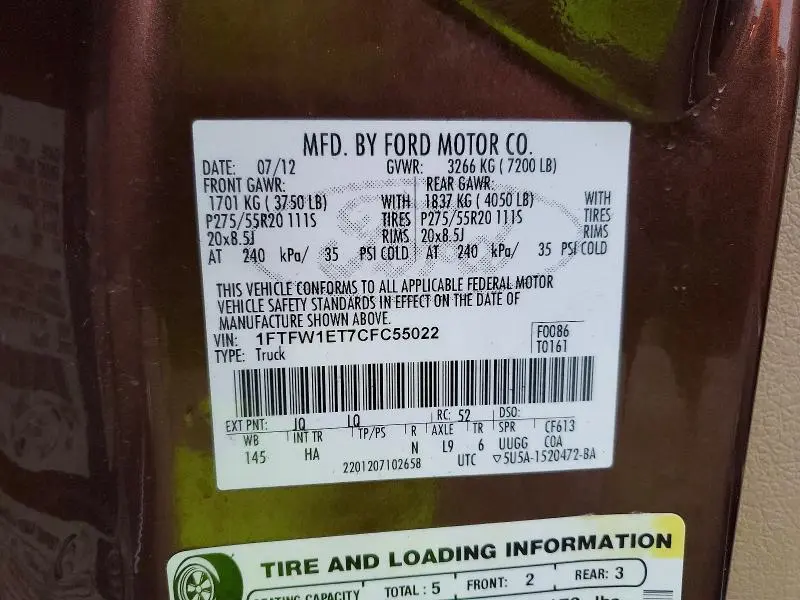 MFD. BY FORD MOTOR CO.
DATE: 07/12 GVWR: 3266 KG ( 7200 LB)
FRONT GAWR: REAR GAWR:
1701 KG ( 3750 LB) WITH 1837 KG ( 4050 LB) WITH
P275/55R20 111S TIRES P275/55R20 111S TIRES
20x8.5J RIMS 20x8.5J RIMS
AT 240 kPa/ 35 PSI COLD AT 240 kPa/ 35 PSI COLD
THIS VEHICLE CONFORMS TO ALL APPLICABLE FEDERAL MOTOR
VEHICLE SAFETY STANDARDS IN EFFECT ON THE DATE OF
MANUFACTURE SHOWN ABOVE.
VIN: 1FTFW1ET7CFC55022 F0086
TYPE: Truck T0161
EXT PNT: JQ LQ RC: 52 DSO:
WB INT TR TP/PS R AXLE TR SPR CF613
145 HA N L9 6 UUGG COA
2201207102658 UTC ▽5U5A-1520472-BA
TIRE AND LOADING INFORMATION
SEATING CAPACITY TOTAL : 5 FRONT: 2 REAR: 3